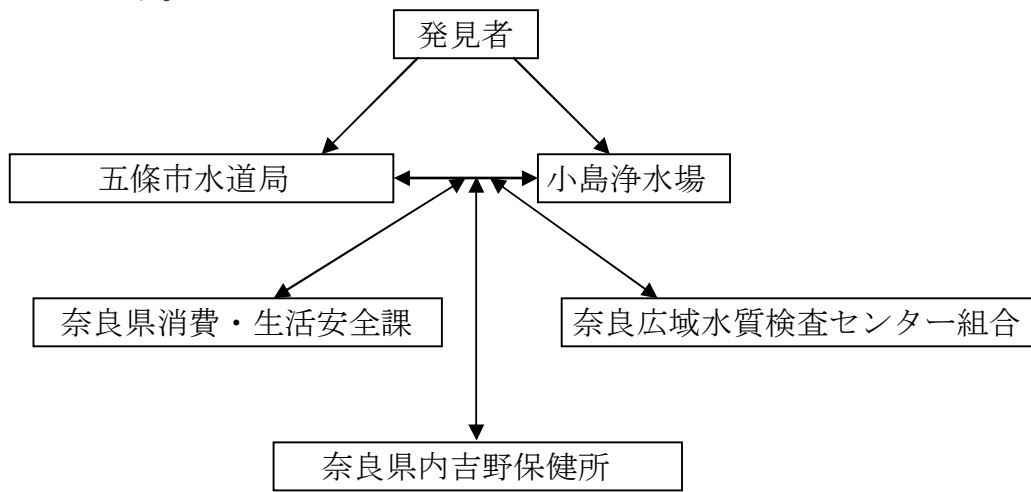 発見者
五條市水道局
小島浄水場
奈良県消費・生活安全課
奈良広域水質検査センター組合
奈良県内吉野保健所